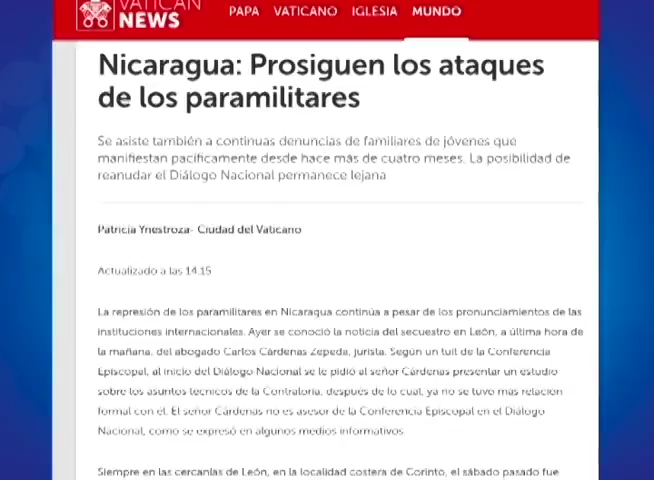 VATICAN
NEWS
PAPA VATICANO IGLESIA MUNDO
Nicaragua: Prosiguen los ataques
de los paramilitares
Se asiste también a continuas denuncias de familiares de jóvenes que
manifiestan pacíficamente desde hace más de cuatro meses. La posibilidad de
reanudar el Diálogo Nacional permanece lejana
Patricia Ynestroza- Ciudad del Vaticano
Actualizado a las 14.15
La represión de los paramilitares en Nicaragua continúa a pesar de los pronunciamientos de las
instituciones internacionales. Ayer se conoció la noticia del secuestro en León, a última hora de
la mañana, del abogado Carlos Cárdenas Zepeda, jurista. Según un tuit de la Conferencia
Episcopal, al inicio del Diálogo Nacional se le pidió al señor Cárdenas presentar un estudio
sobre los asuntos técnicos de la Contraloría, después de lo cual, ya no se tuvo más relación
formal con él. El señor Cárdenas no es asesor de la Conferencia Episcopal en el Diálogo
Nacional, como se expresó en algunos medios informativos
Siempre en las cercanías de León, en la localidad costera de Corinto, el sábado pasado fue